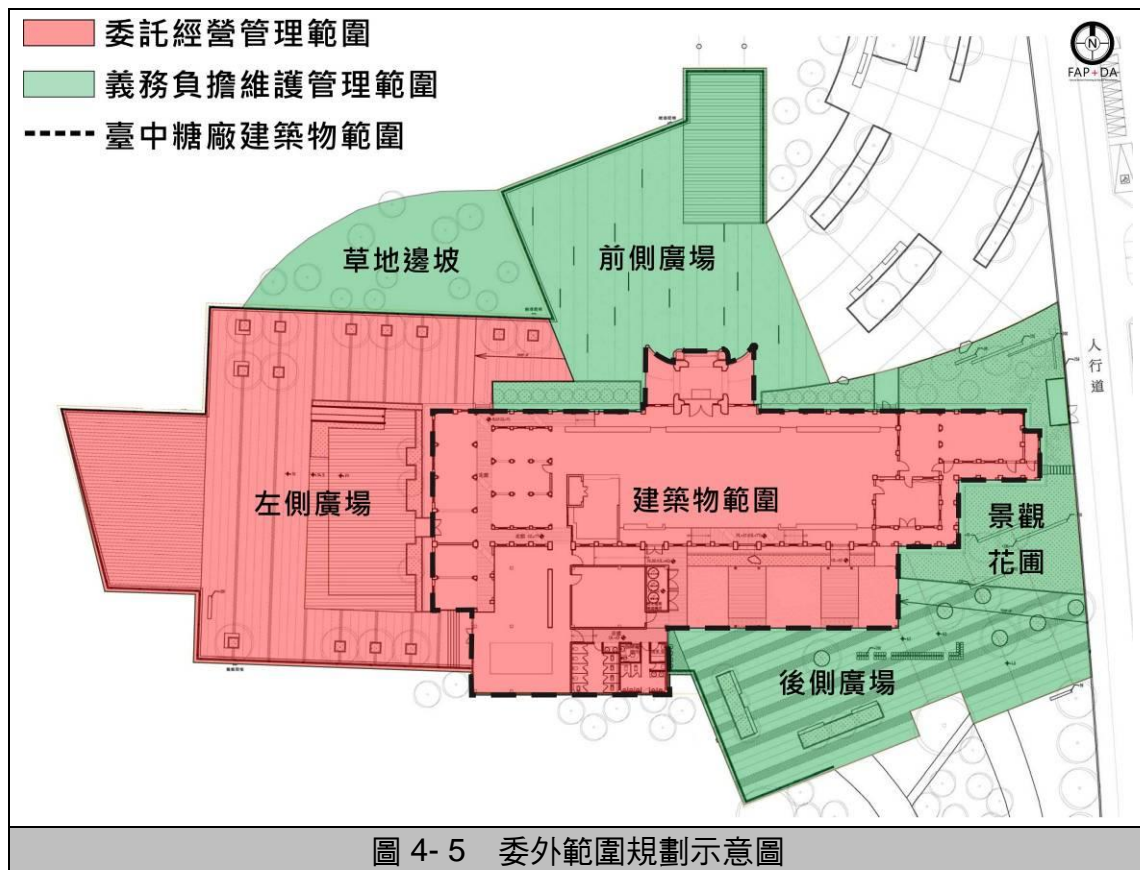 委託經營管理範圍
義務負擔維護管理範圍
臺中糖廠建築物範圍
N
FAP+DA
草地邊坡
前側廣場
人行道
左側廣場
建築物範圍
景觀
花圃
後側廣場
圖 4- 5 委外範圍規劃示意圖